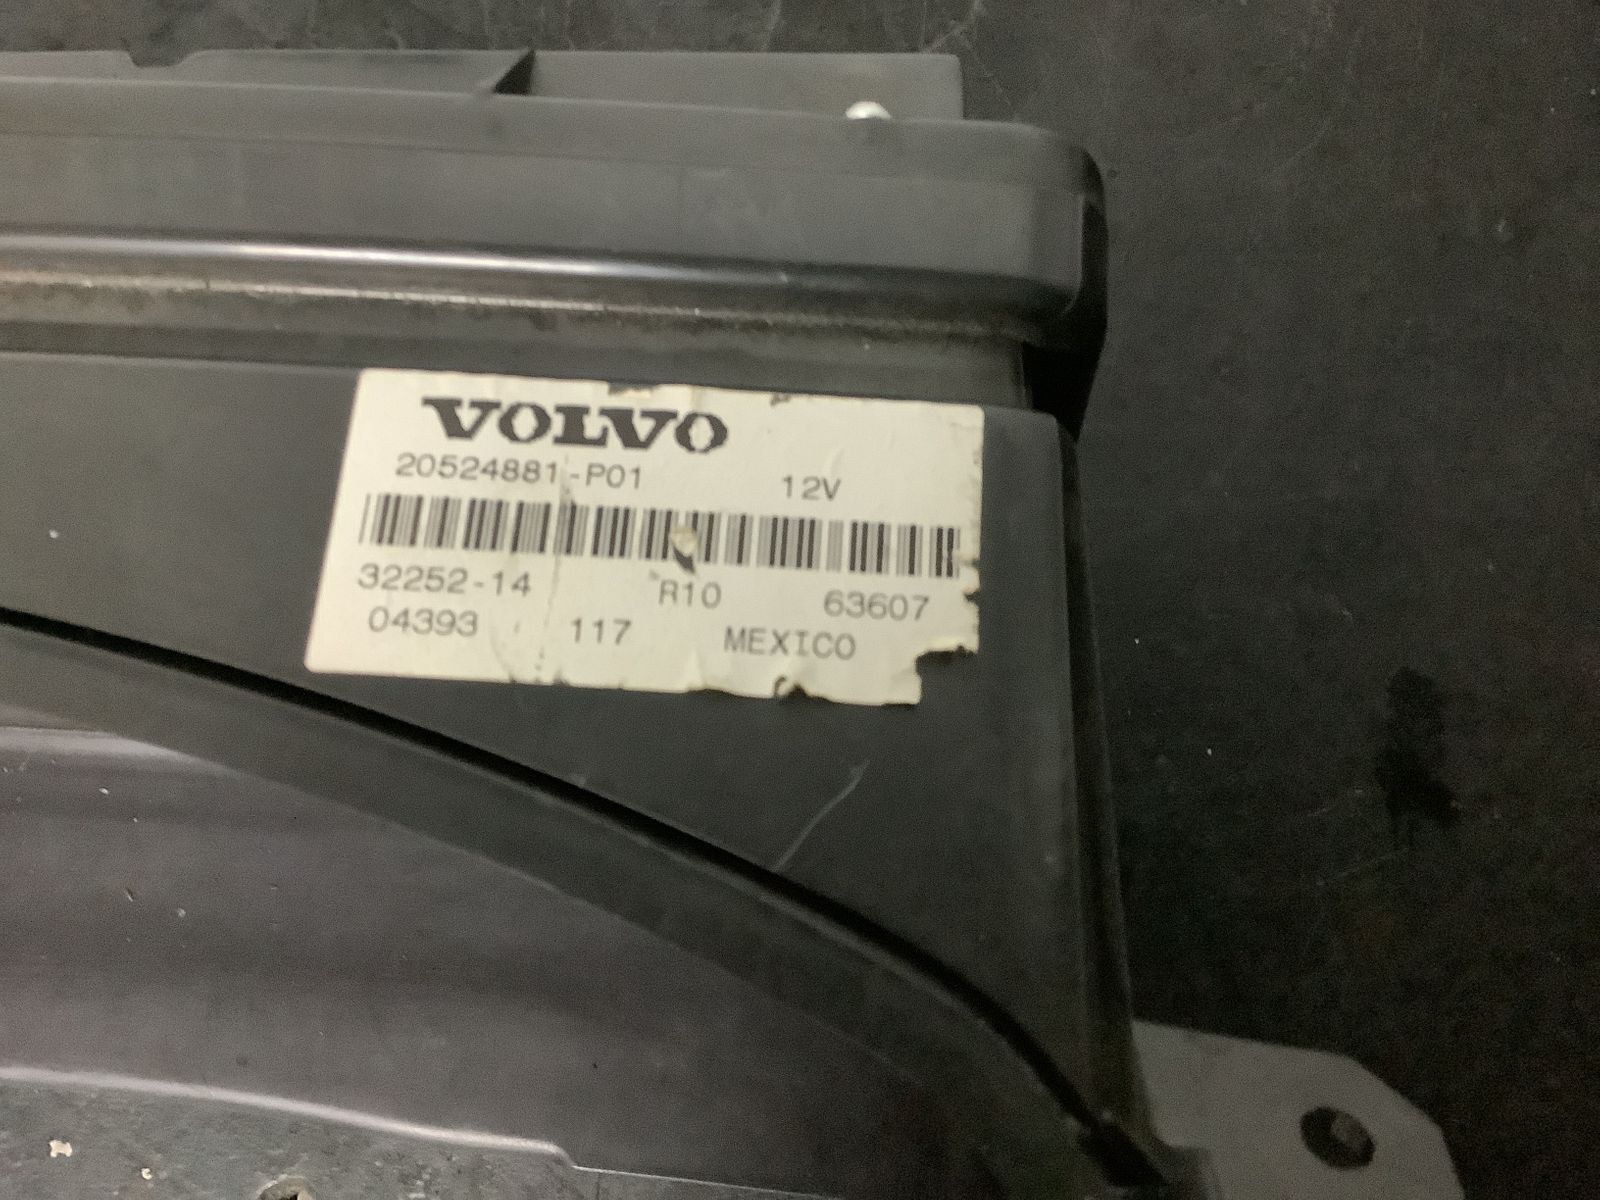 VOLVO
20524881-P01 12V
32252-14 R10 63607
04393 117 MEXICO